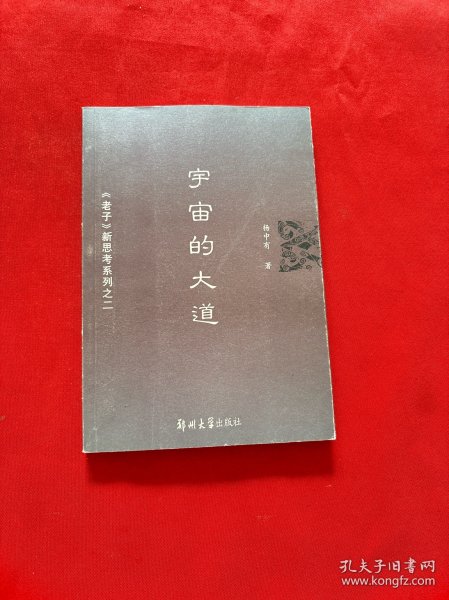 宇宙的大道
《老子》新思考系列之二
杨中有 著
郑州大学出版社
孔夫子旧书网
www.kongfz.com